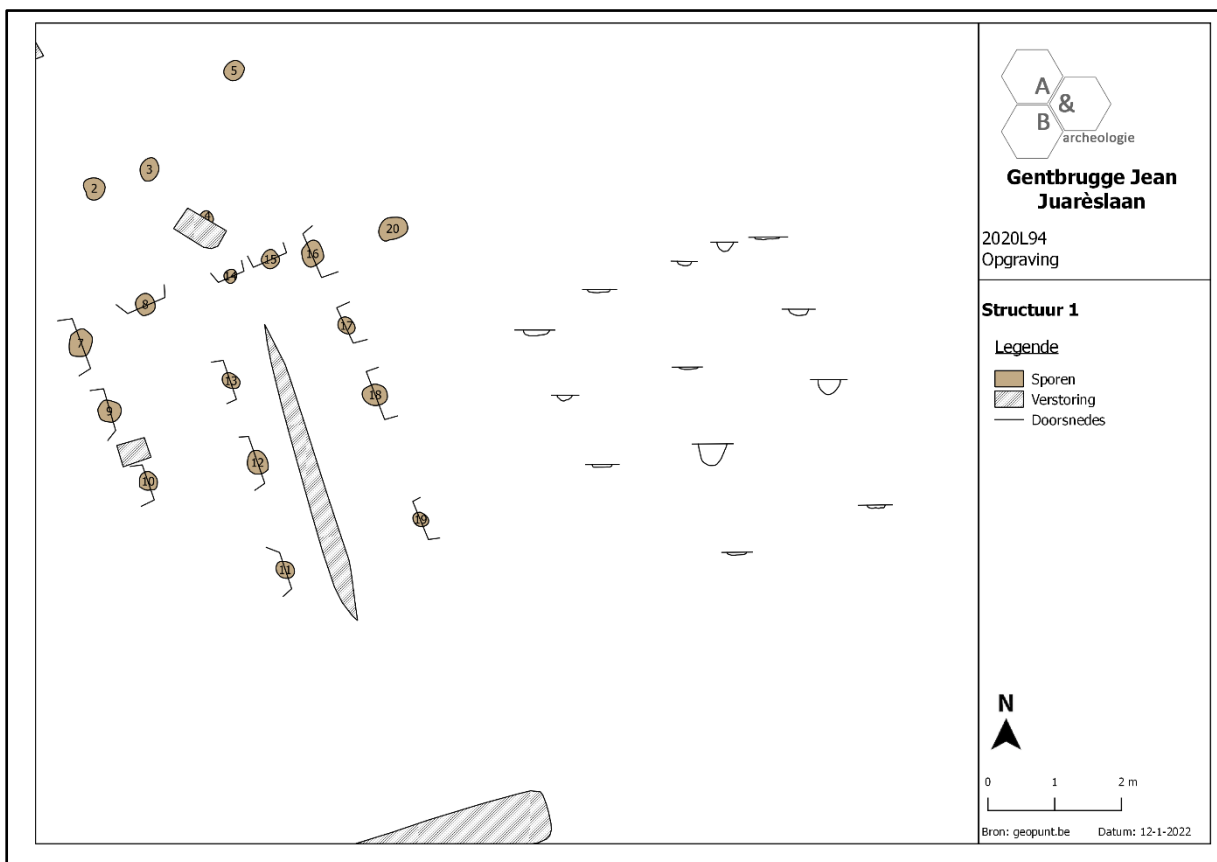 5
3
2
4
20
16
15
14
8
17
7
13
18
9
12
10
19
11
A
&
B
archeologie
Gentbrugge Jean
Juarèslaan
2020L94
Opgraving
Structuur 1
Legende
Sporen
Verstoring
Doorsnedes
N
0 1 2 m
Bron: geopunt.be Datum: 12-1-2022